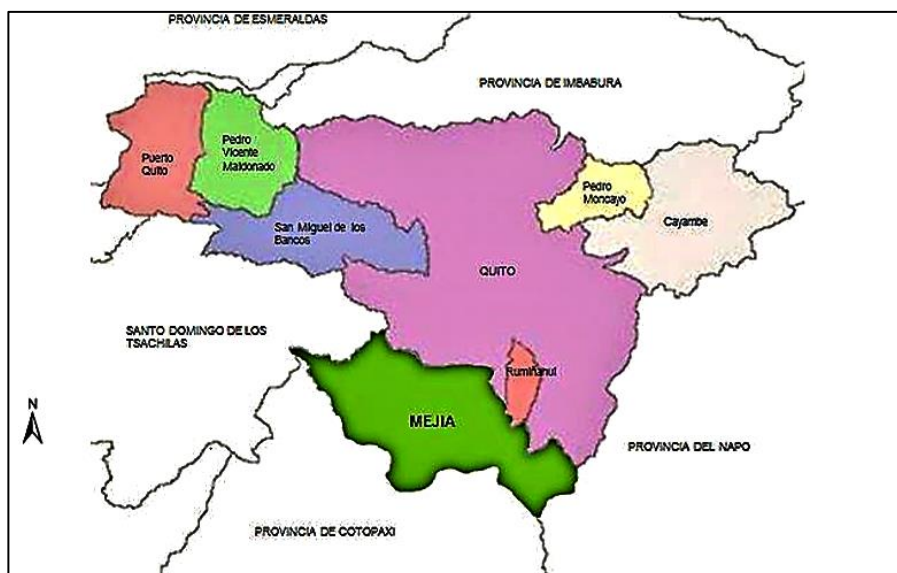 PROVINCIA DE ESMERALDAS
PROVINCIA DE IMBABURA
Pedro
Vicente
Maldonado
Puerto
Quito
Pedro
Moncayo
Cayambe
San Miguel de los
Bancos
QUITO
SANTO DOMINGO DE LOS
TSACHILAS
Rumiñahui
MEJIA
N
PROVINCIA DEL NAPO
PROVINCIA DE COTOPAXI